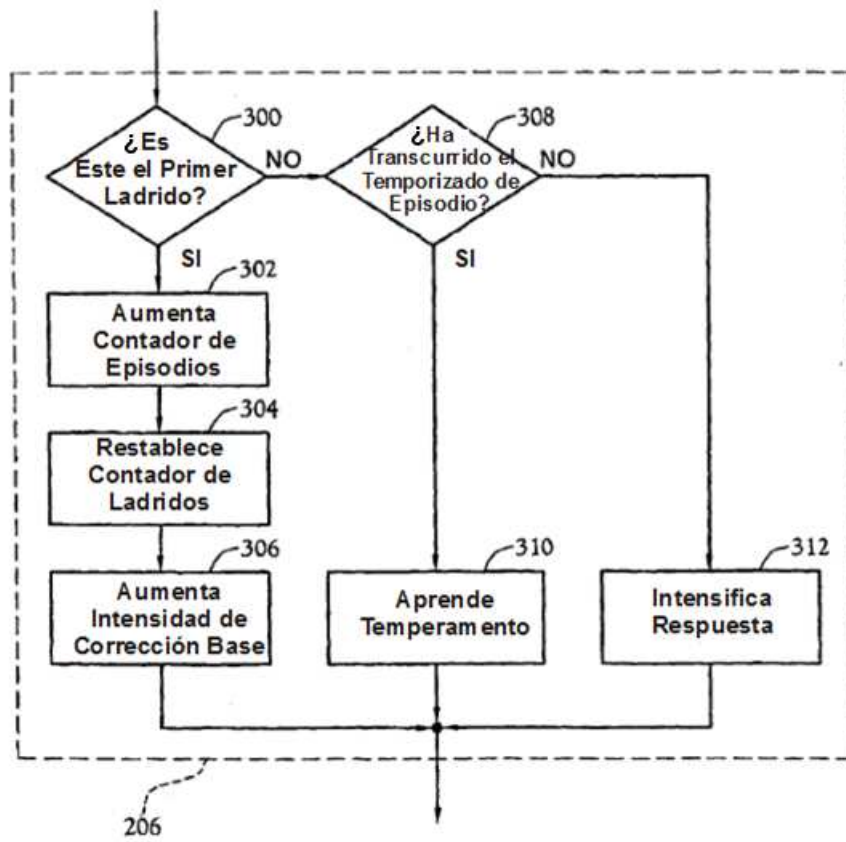 300
¿Es
Este el Primer
Ladrido?
NO
308
¿Ha
Transcurrido el
Temporizado de
Episodio?
NO
SI
SI
302
Aumenta
Contador de
Episodios
304
Restablece
Contador de
Ladridos
306
Aumenta
Intensidad de
Corrección Base
310
Aprende
Temperamento
312
Intensifica
Respuesta
206